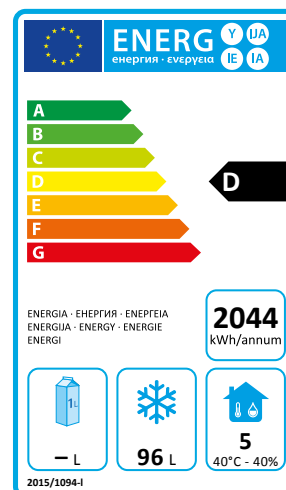 ENERG Y IJA
енергия · ενεργεια IE IA
A
B
C
D
D
E
F
G
ENERGIA · ЕНЕРГИЯ · ΕΝΕΡΓΕΙΑ
ENERGIJA · ENERGY · ENERGIE
ENERGI
2044
kWh/annum
1L
– L
96 L
5
40°C - 40%
2015/1094-I